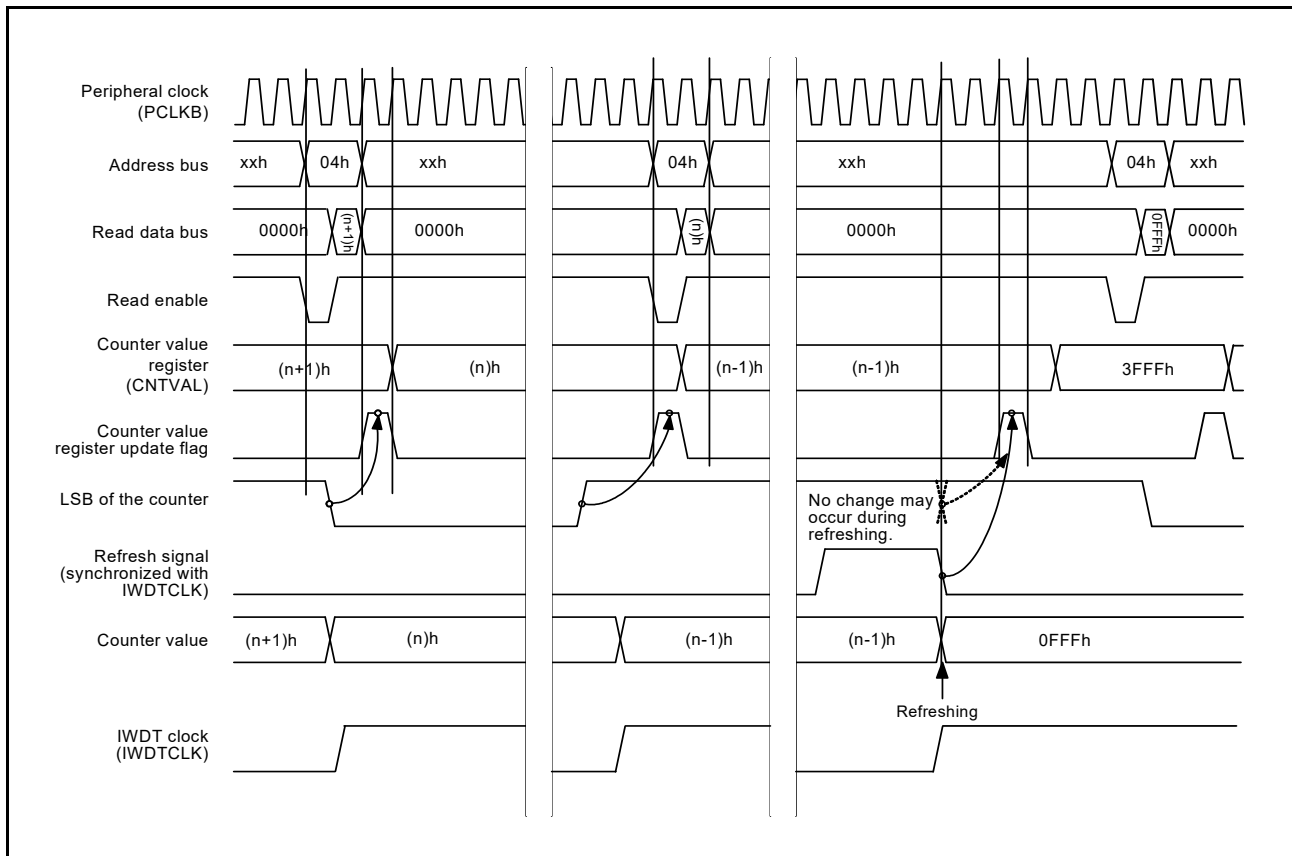 Peripheral clock
(PCLKB)
Address bus
xxh
04h
xxh
04h
xxh
04h
xxh
Read data bus
0000h
(n+1)h
0000h
(n)h
0000h
0FFFh
0000h
Read enable
Counter value
register
(CNTVAL)
(n+1)h
(n)h
(n-1)h
(n-1)h
3FFFh
Counter value
register update flag
LSB of the counter
No change may
occur during
refreshing.
Refresh signal
(synchronized with
IWDTCLK)
Counter value
(n+1)h
(n)h
(n-1)h
(n-1)h
0FFFh
Refreshing
IWDT clock
(IWDTCLK)